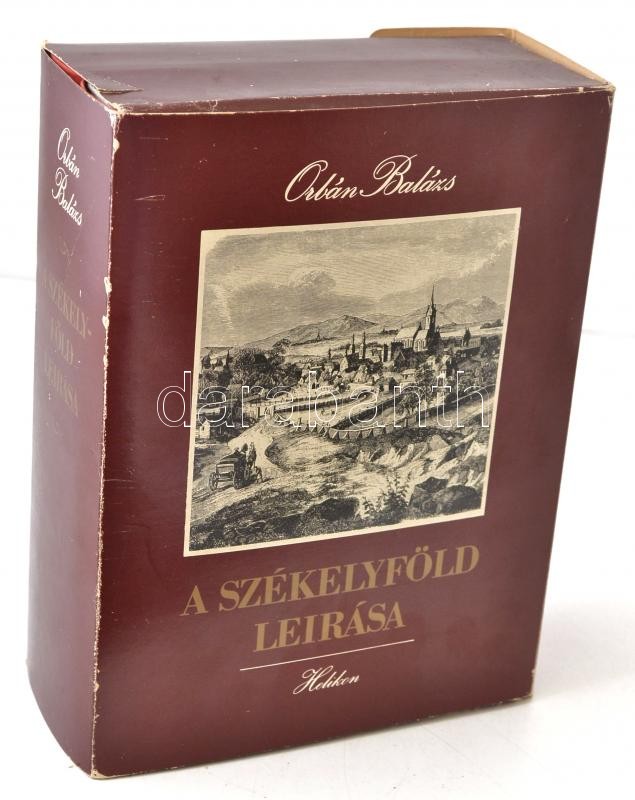 Orbán
Balázs
A SZÉKELY-
FÖLD
LEIRÁSA
Orbán Balázs
darabanth
A SZÉKELYFÖLD
LEIRÁSA
Helikon